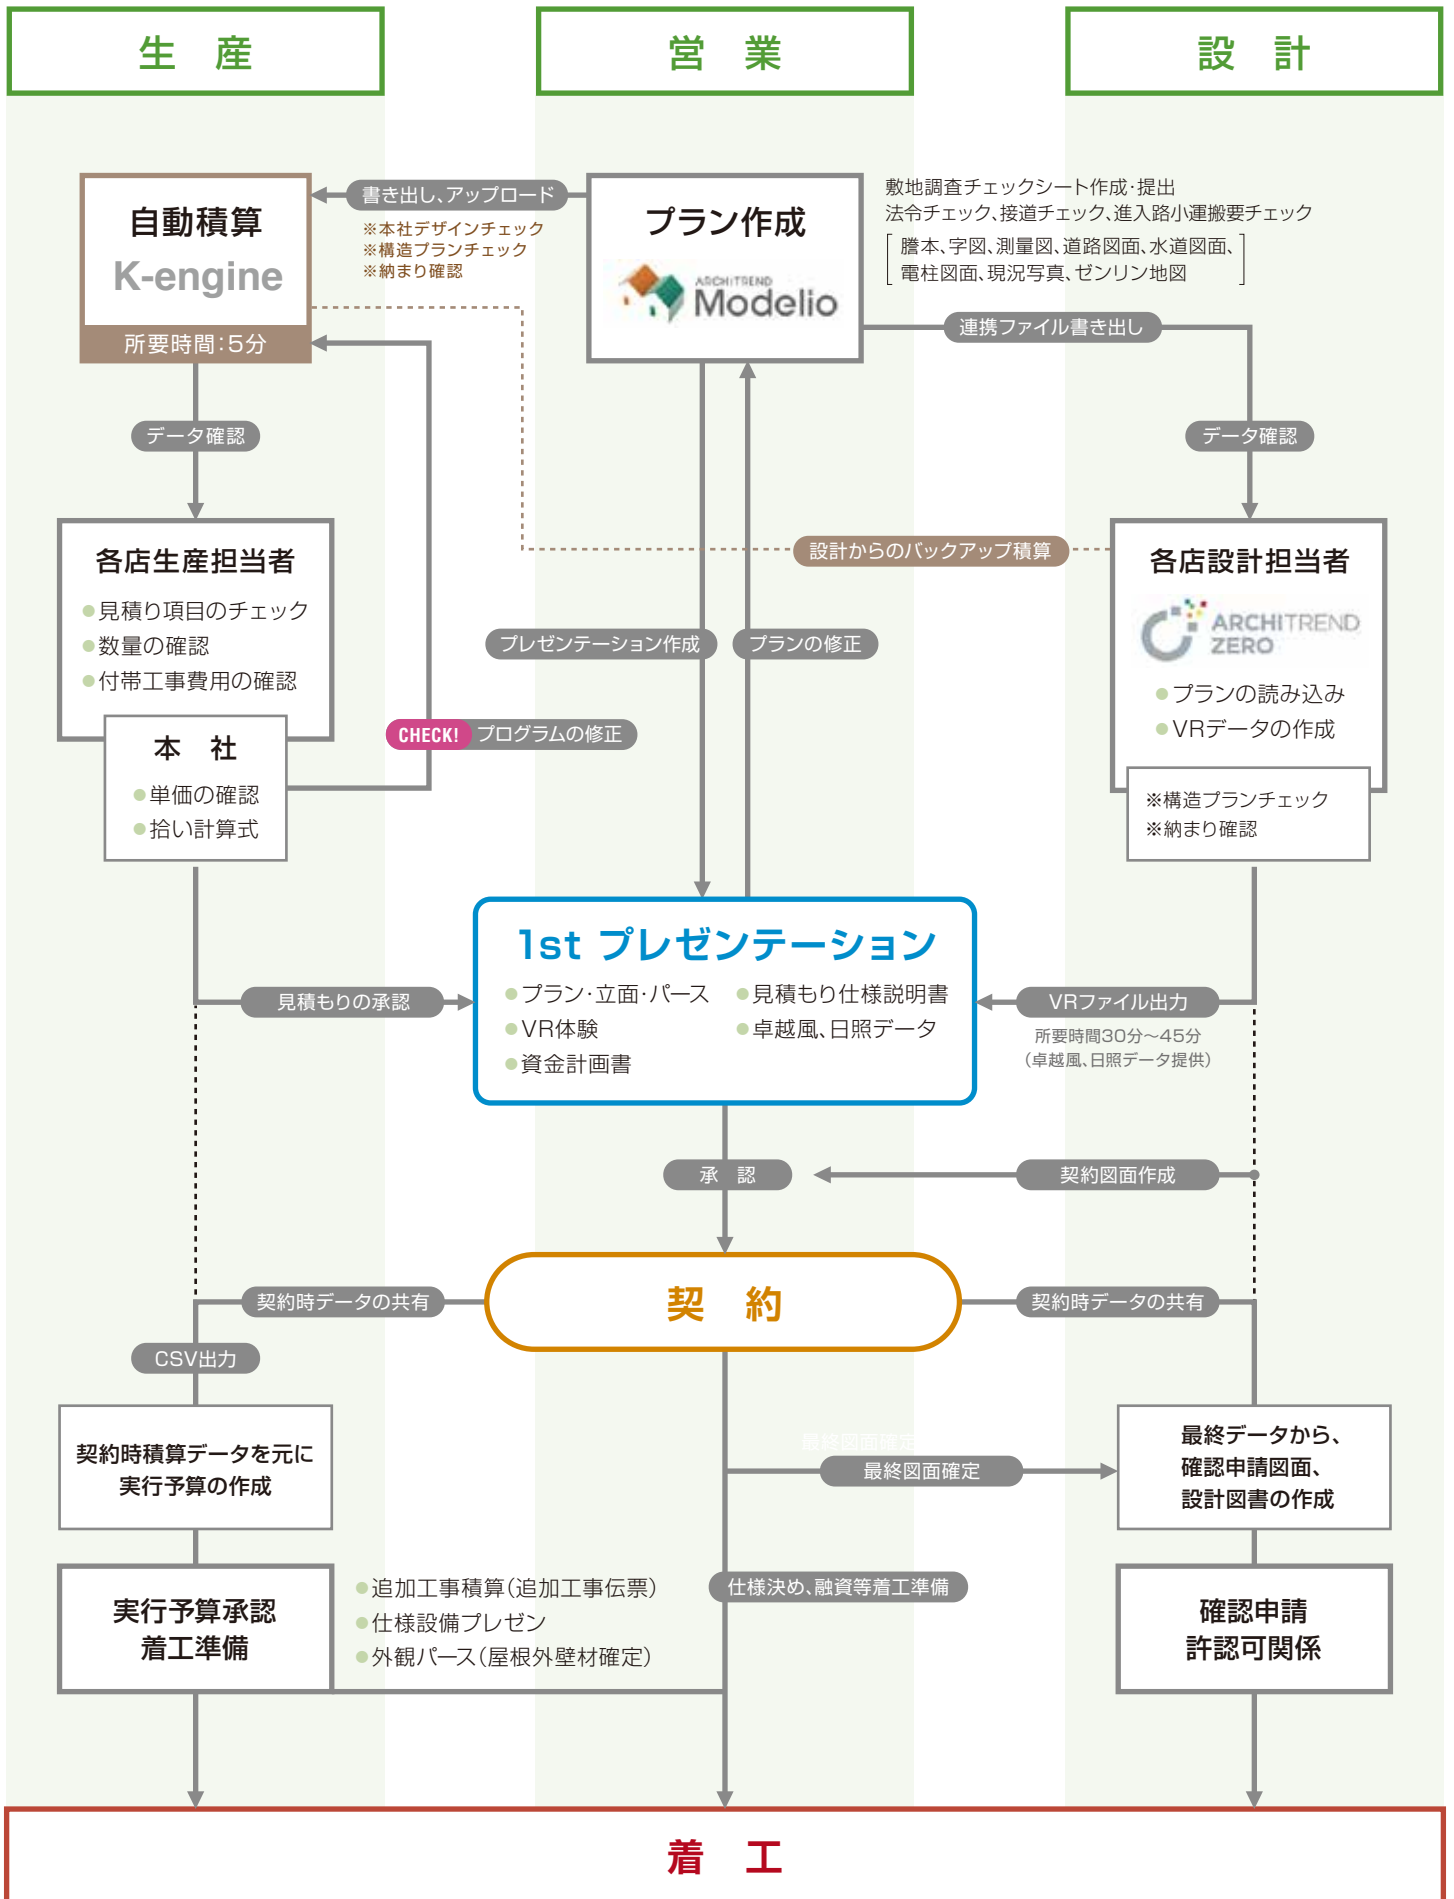 生 産
営 業
設 計
自動積算
K-engine
所要時間：5分
書き出し、アップロード
※本社デザインチェック
※構造プランチェック
※納まり確認
プラン作成
ARCHITREND
Modelio
敷地調査チェックシート作成・提出
法令チェック、接道チェック、進入路小運搬要チェック
謄本、字図、測量図、道路図面、水道図面、
電柱図面、現況写真、ゼンリン地図
連携ファイル書き出し
データ確認
データ確認
各店生産担当者
●見積り項目のチェック
●数量の確認
●付帯工事費用の確認
本 社
●単価の確認
●拾い計算式
設計からのバックアップ積算
プレゼンテーション作成
プランの修正
CHECK! プログラムの修正
各店設計担当者
ARCHITREND
ZERO
●プランの読み込み
●VRデータの作成
※構造プランチェック
※納まり確認
1st プレゼンテーション
●プラン・立面・パース
●VR体験
●資金計画書
●見積もり仕様説明書
●卓越風、日照データ
見積もりの承認
VRファイル出力
所要時間30分～45分
（卓越風、日照データ提供）
承 認
契約図面作成
契 約
契約時データの共有
契約時データの共有
CSV出力
契約時積算データを元に
実行予算の作成
最終図面確定
最終図面確定
最終データから、
確認申請図面、
設計図書の作成
実行予算承認
着工準備
●追加工事積算（追加工事伝票）
●仕様設備プレゼン
●外観パース（屋根外壁材確定）
仕様決め、融資等着工準備
確認申請
許認可関係
着 工